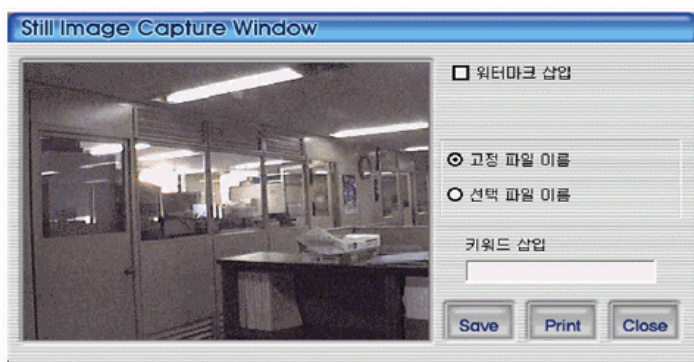 Still Image Capture Window
워터마크 삽입
고정 파일 이름
선택 파일 이름
키워드 삽입
Save
Print
Close